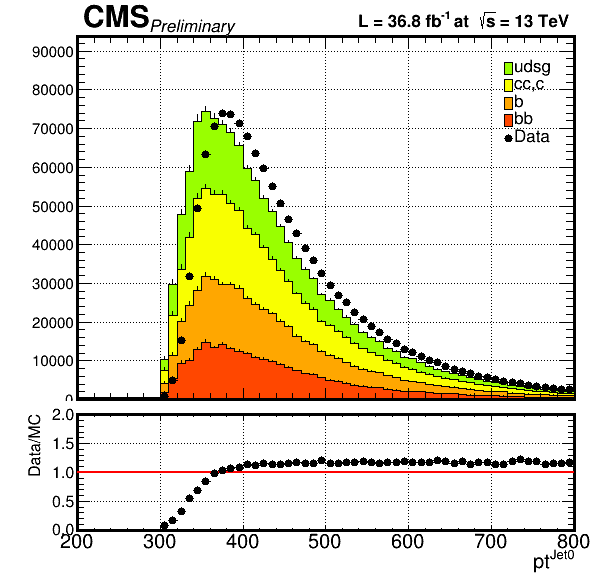 CMS Preliminary L = 36.8 fb⁻¹ at √s = 13 TeV
90000
80000
70000
60000
50000
40000
30000
20000
10000
0
udsg
cc,c
b
bb
Data
Data/MC
2.0
1.5
1.0
0.5
0.0
200 300 400 500 600 700 800
pt^Jet0